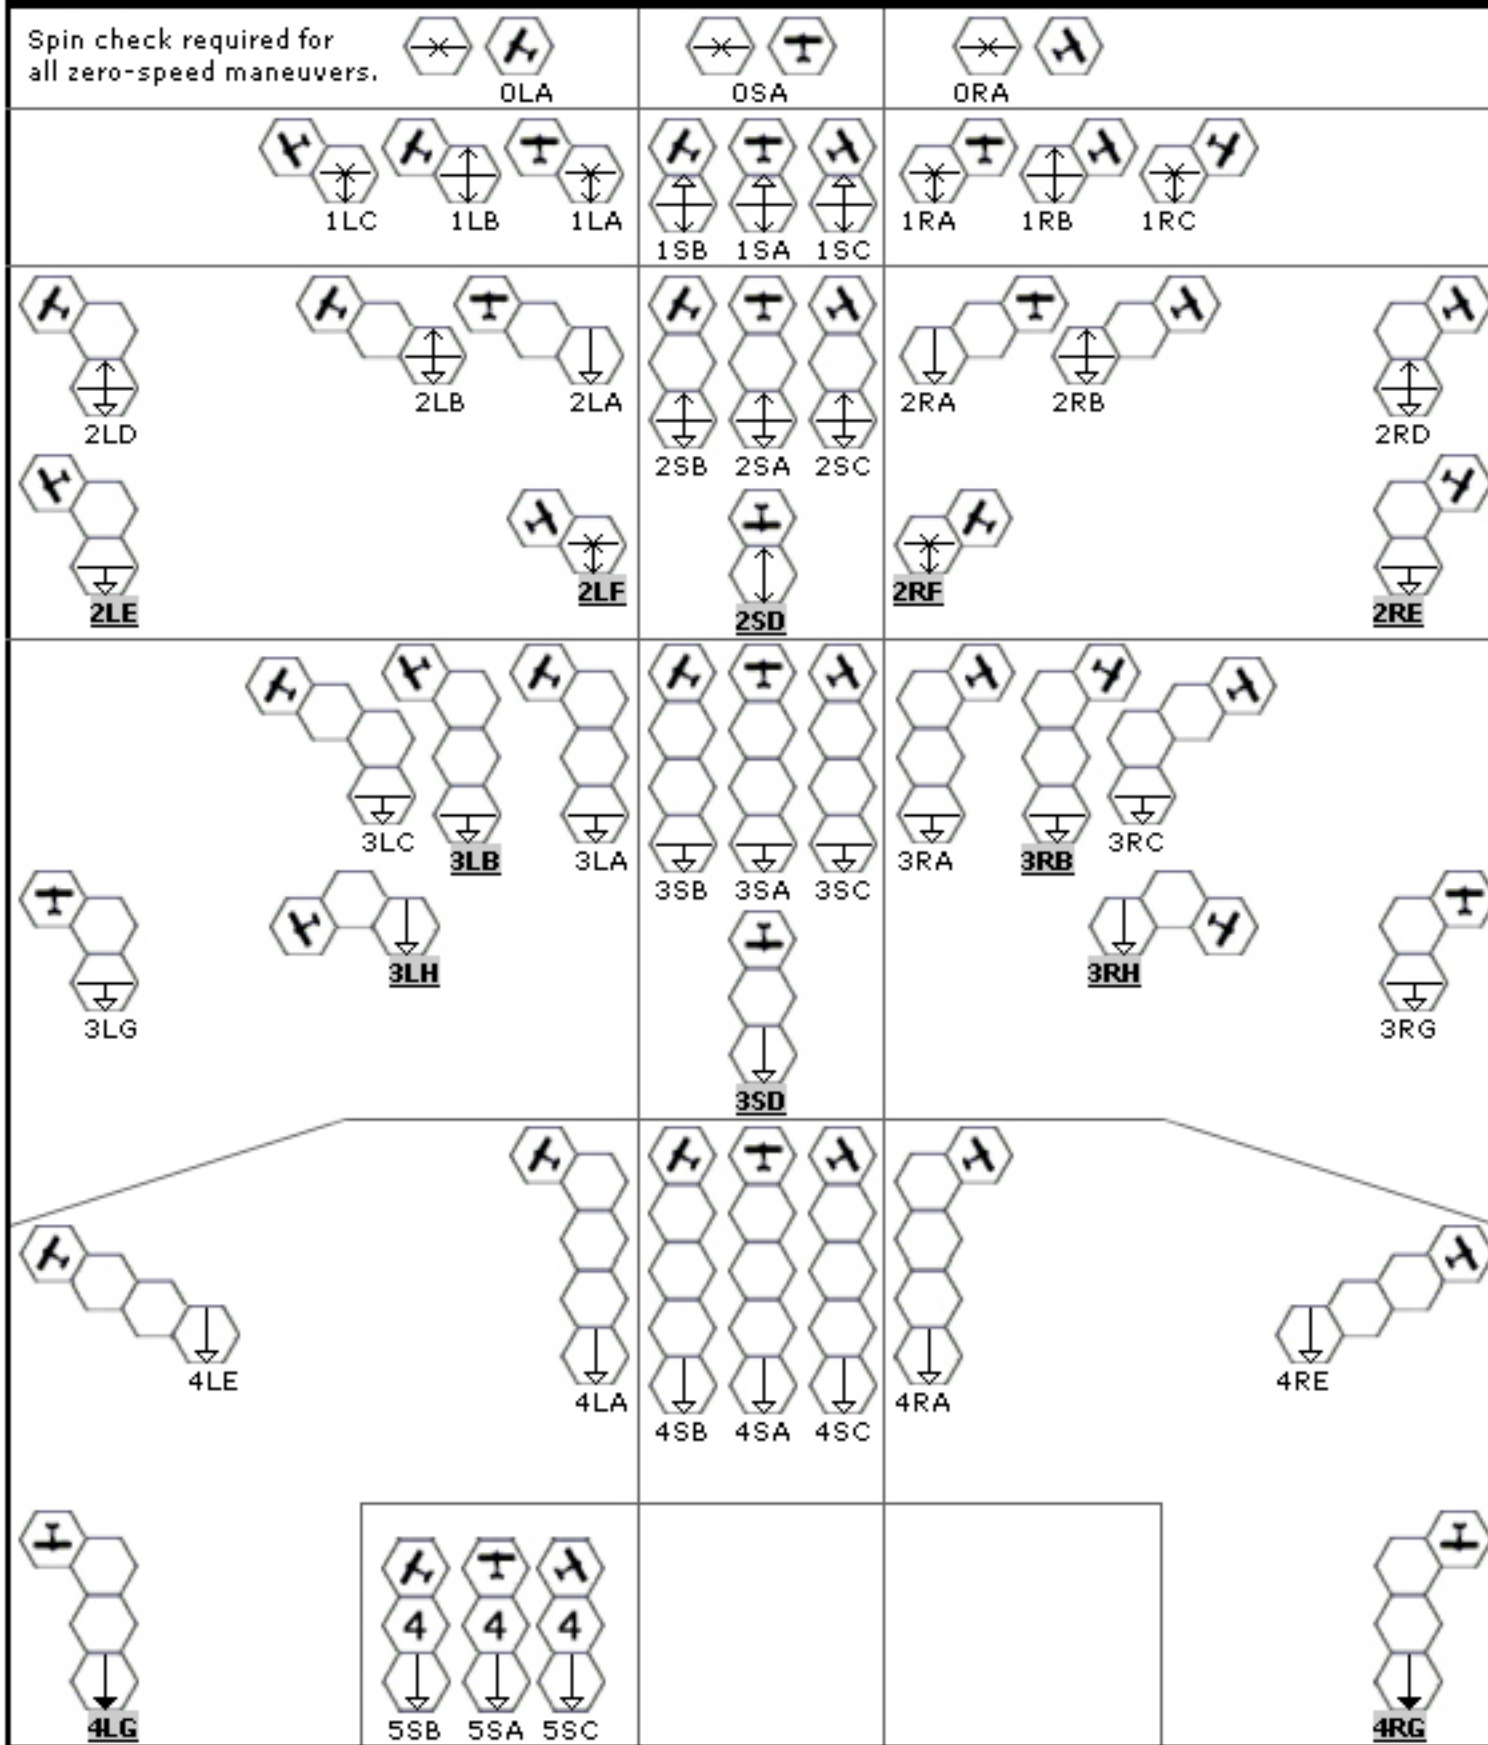 Spin check required for
all zero-speed maneuvers.
0LA 0SA 0RA
1LC 1LB 1LA 1SB 1SA 1SC 1RA 1RB 1RC
2LD 2LB 2LA 2SB 2SA 2SC 2RA 2RB 2RD
2LE 2LF 2SD 2RF 2RE
3LC 3LB 3LA 3SB 3SA 3SC 3RA 3RB 3RC
3LG 3LH 3SD 3RH 3RG
4LE 4LA 4SB 4SA 4SC 4RA 4RE
4 4 4
4LG 5SB 5SA 5SC 4RG